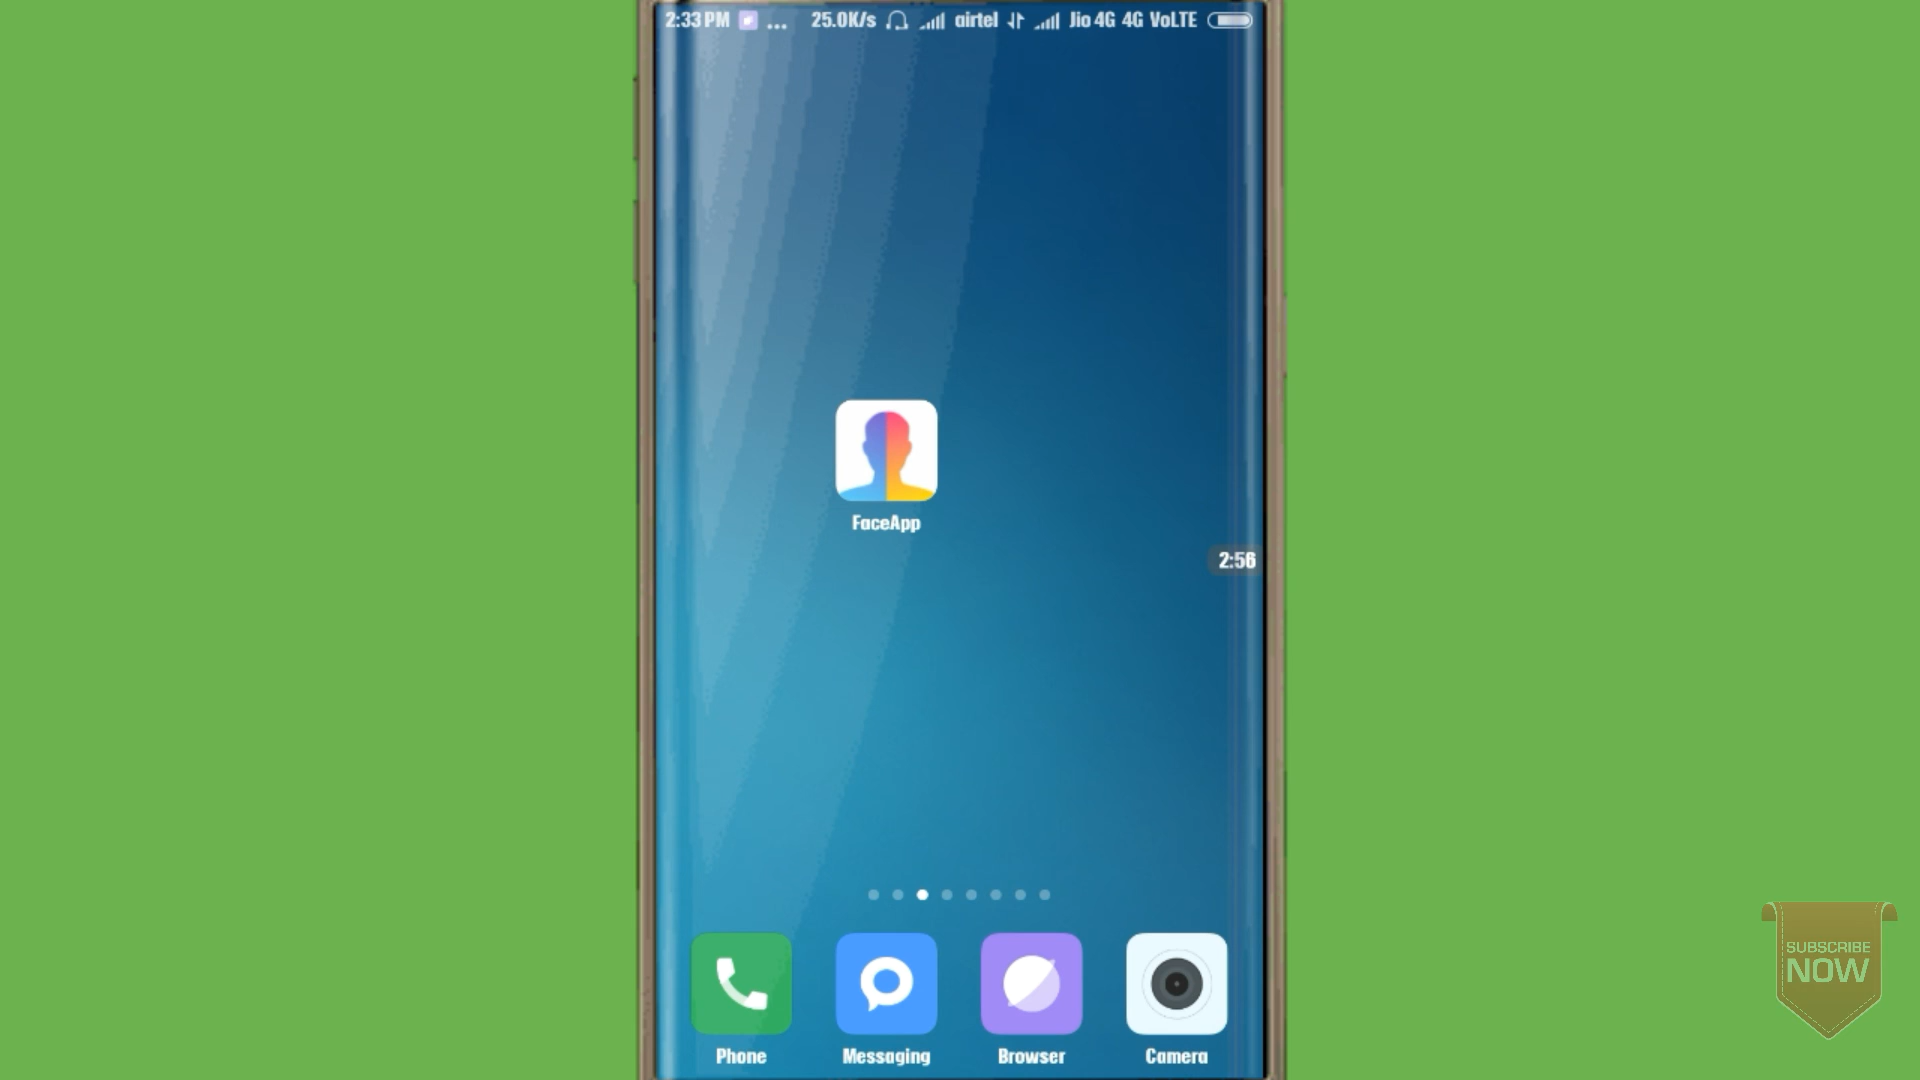 2:33 PM ... 25.0K/s airtel Jio 4G 4G VoLTE
FaceApp
2:56
SUBSCRIBE
NOW
Phone Messaging Browser Camera